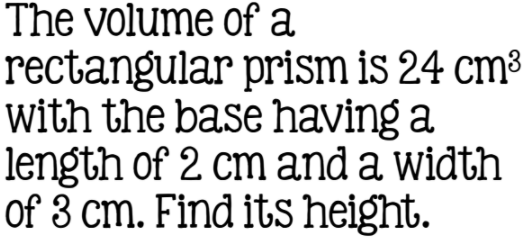 The volume of a
rectangular prism is 24 cm³
with the base having a
length of 2 cm and a width
of 3 cm. Find its height.